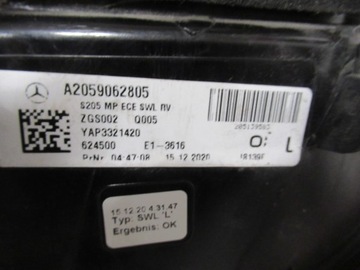 A2059062805
S205 MP ECE SWL RV
ZGS002 Q005
YAP3321420
624500 E1-3616
PrNr. 04:47:08 15.12.2020
O: L
15.12.20 4.31.47
Typ: SWL 'L'
Ergebnis: OK